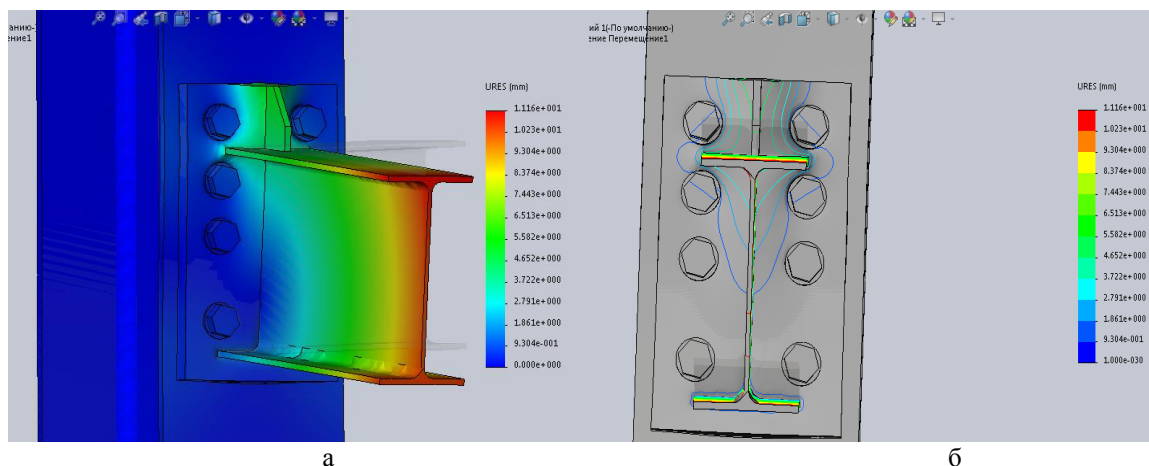 анию-)
ение1
URES (mm)
1.116e+001
1.023e+001
9.304e+000
8.374e+000
7.443e+000
6.513e+000
5.582e+000
4.652e+000
3.722e+000
2.791e+000
1.861e+000
9.304e-001
0.000e+000
ий 1(-По умолчанию-)
ение Перемещение1
URES (mm)
1.116e+001
1.023e+001
9.304e+000
8.374e+000
7.443e+000
6.513e+000
5.582e+000
4.652e+000
3.722e+000
2.791e+000
1.861e+000
9.304e-001
1.000e-030
а
б